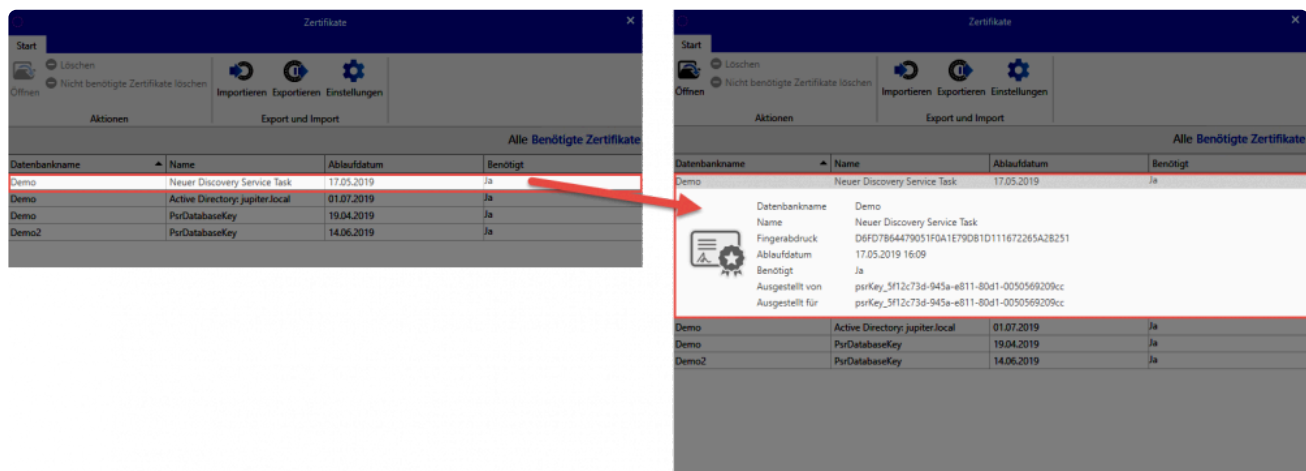 Zertifikate
Start
Löschen
Nicht benötigte Zertifikate löschen
Öffnen
Importieren Exportieren Einstellungen
Aktionen
Export und Import
Alle Benötigte Zertifikate
Datenbankname Name Ablaufdatum Benötigt
Demo Neuer Discovery Service Task 17.05.2019 Ja
Demo Active Directory: jupiter.local 01.07.2019 Ja
Demo PsrDatabaseKey 19.04.2019 Ja
Demo2 PsrDatabaseKey 14.06.2019 Ja
Zertifikate
Start
Löschen
Nicht benötigte Zertifikate löschen
Öffnen
Importieren Exportieren Einstellungen
Aktionen
Export und Import
Alle Benötigte Zertifikate
Datenbankname Name Ablaufdatum Benötigt
Demo Neuer Discovery Service Task 17.05.2019 Ja
Datenbankname Demo
Name Neuer Discovery Service Task
Fingerabdruck D6FD7B64479051F0A1E79DB1D111672265A2B251
Ablaufdatum 17.05.2019 16:09
Benötigt Ja
Ausgestellt von psrKey_5f12c73d-945a-e811-80d1-0050569209cc
Ausgestellt für psrKey_5f12c73d-945a-e811-80d1-0050569209cc
Demo Active Directory: jupiter.local 01.07.2019 Ja
Demo PsrDatabaseKey 19.04.2019 Ja
Demo2 PsrDatabaseKey 14.06.2019 Ja